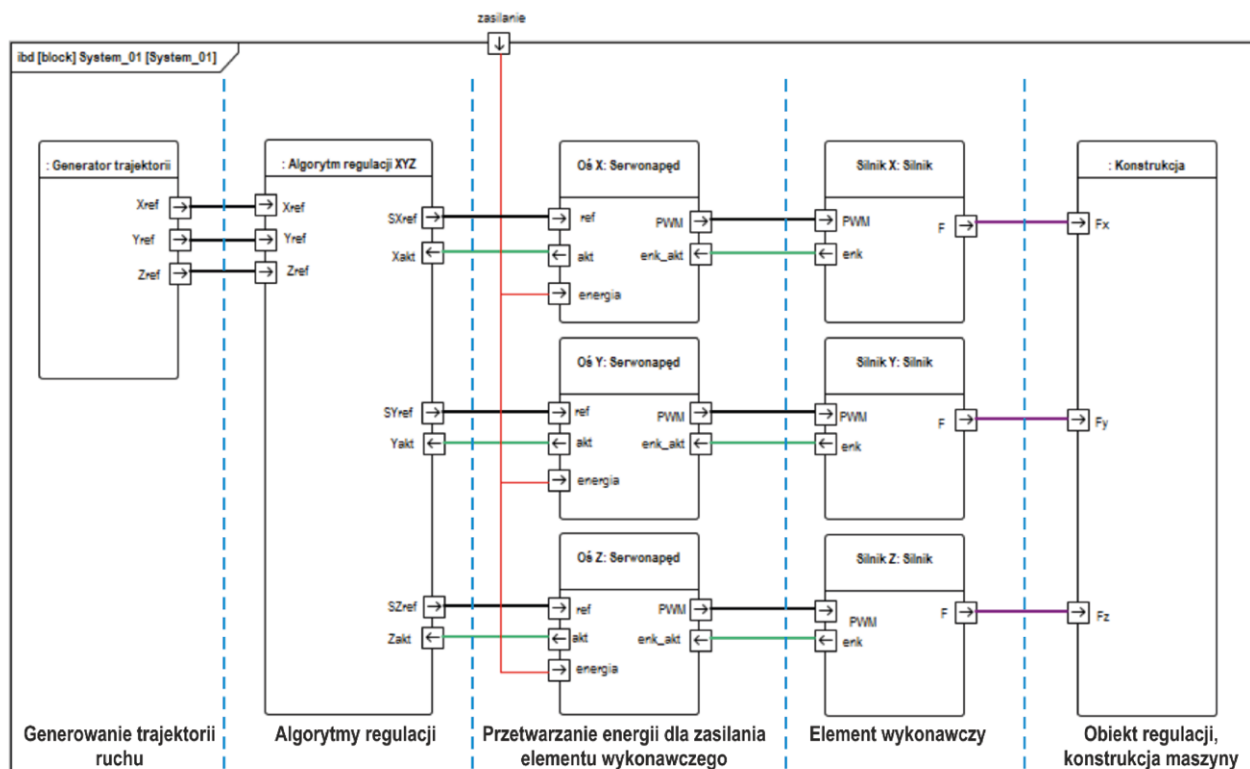 zasilanie
ibd [block] System_01 [System_01]
: Generator trajektorii
Xref
Yref
Zref
: Algorytm regulacji XYZ
Xref
Yref
Zref
SXref
Xakt
SYref
Yakt
SZref
Zakt
Oś X: Serwonapęd
ref
akt
energia
PWM
enk_akt
Oś Y: Serwonapęd
ref
akt
energia
PWM
enk_akt
Oś Z: Serwonapęd
ref
akt
energia
PWM
enk_akt
Silnik X: Silnik
PWM
enk
F
Silnik Y: Silnik
PWM
enk
F
Silnik Z: Silnik
PWM
enk
F
: Konstrukcja
Fx
Fy
Fz
Generowanie trajektorii
ruchu
Algorytmy regulacji
Przetwarzanie energii dla zasilania
elementu wykonawczego
Element wykonawczy
Obiekt regulacji,
konstrukcja maszyny